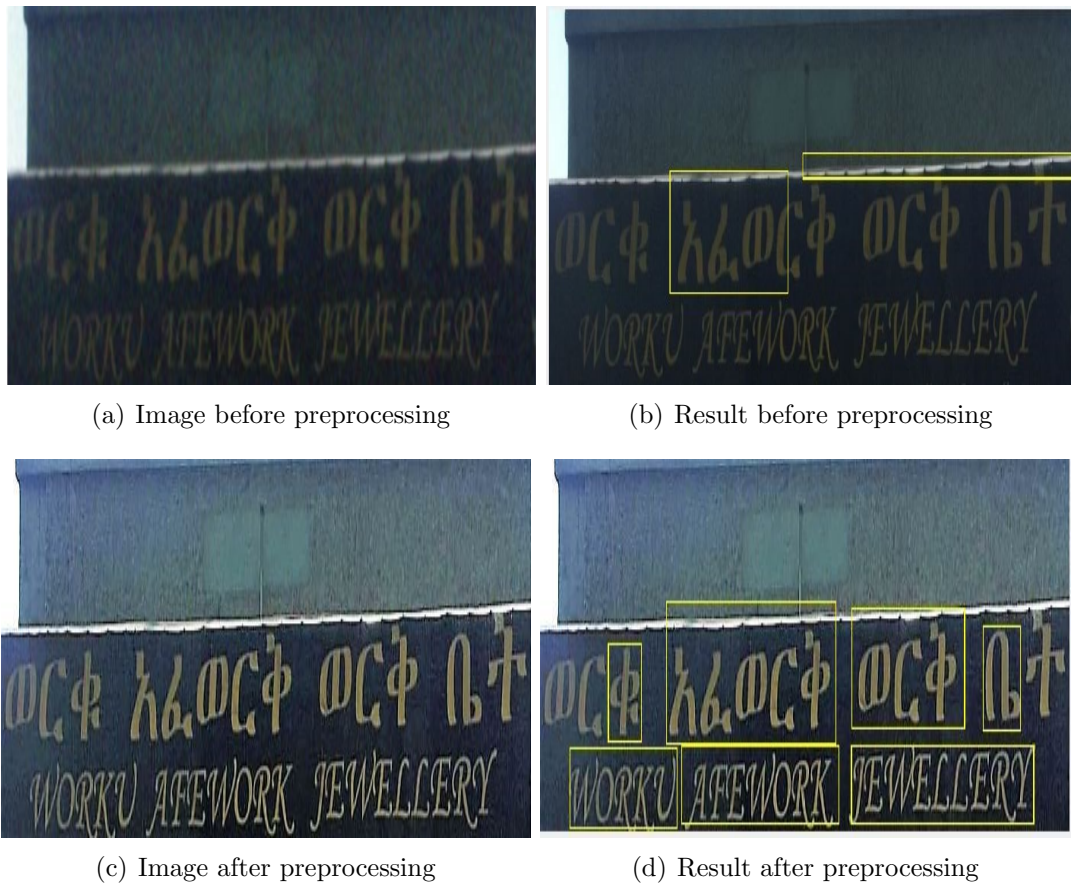 ወርቁ አፈወርቅ ወርቅ ቤት
WORKU AFEWORK JEWELLERY
ወርቁ አፈወርቅ ወርቅ ቤት
WORKU AFEWORK JEWELLERY
(a) Image before preprocessing
(b) Result before preprocessing
ወርቁ አፈወርቅ ወርቅ ቤት
WORKU AFEWORK JEWELLERY
ወርቁ አፈወርቅ ወርቅ ቤት
WORKU AFEWORK JEWELLERY
(c) Image after preprocessing
(d) Result after preprocessing